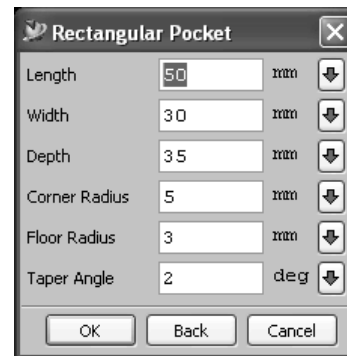 Rectangular Pocket
Length 50 mm
Width 30 mm
Depth 35 mm
Corner Radius 5 mm
Floor Radius 3 mm
Taper Angle 2 deg
OK Back Cancel